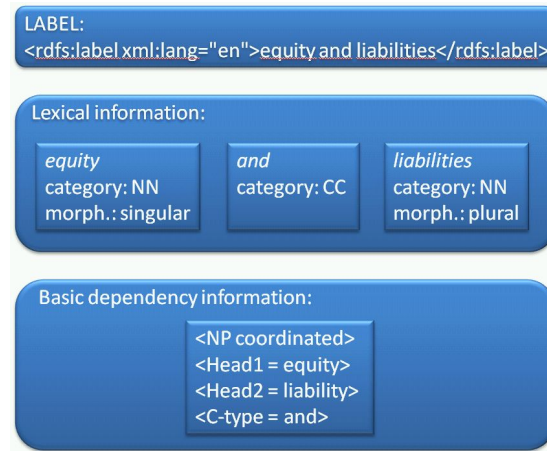 LABEL:
<rdfs:label xml:lang="en">equity and liabilities</rdfs:label>
Lexical information:
equity
category: NN
morph.: singular
and
category: CC
liabilities
category: NN
morph.: plural
Basic dependency information:
<NP coordinated>
<Head1 = equity>
<Head2 = liability>
<C-type = and>